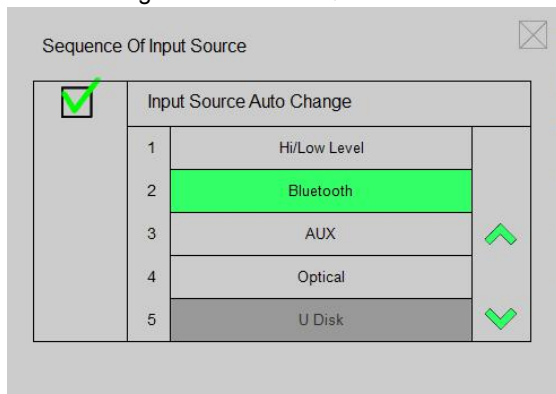 Sequence Of Input Source
Input Source Auto Change
1 Hi/Low Level
2 Bluetooth
3 AUX
4 Optical
5 U Disk